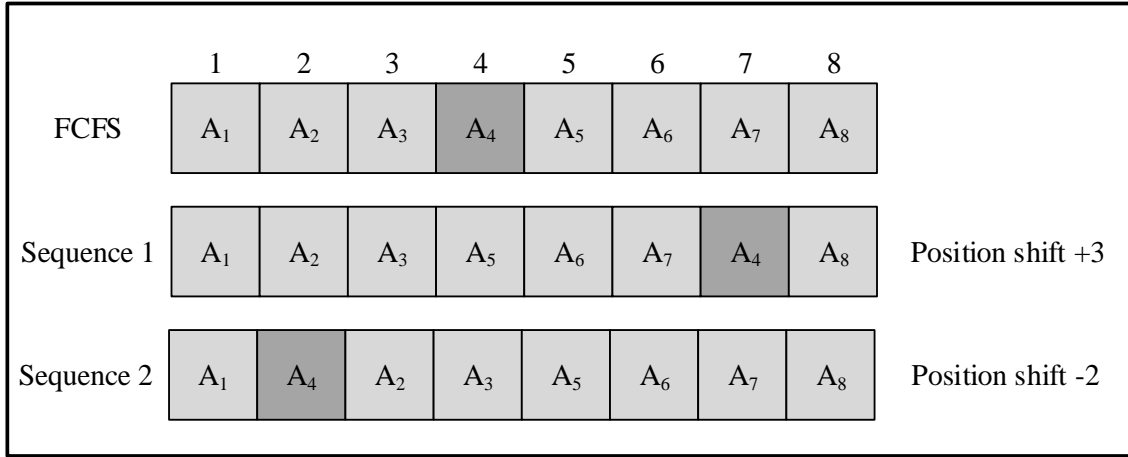 1 2 3 4 5 6 7 8
FCFS A₁ A₂ A₃ A₄ A₅ A₆ A₇ A₈
Sequence 1 A₁ A₂ A₃ A₅ A₆ A₇ A₄ A₈ Position shift +3
Sequence 2 A₁ A₄ A₂ A₃ A₅ A₆ A₇ A₈ Position shift -2